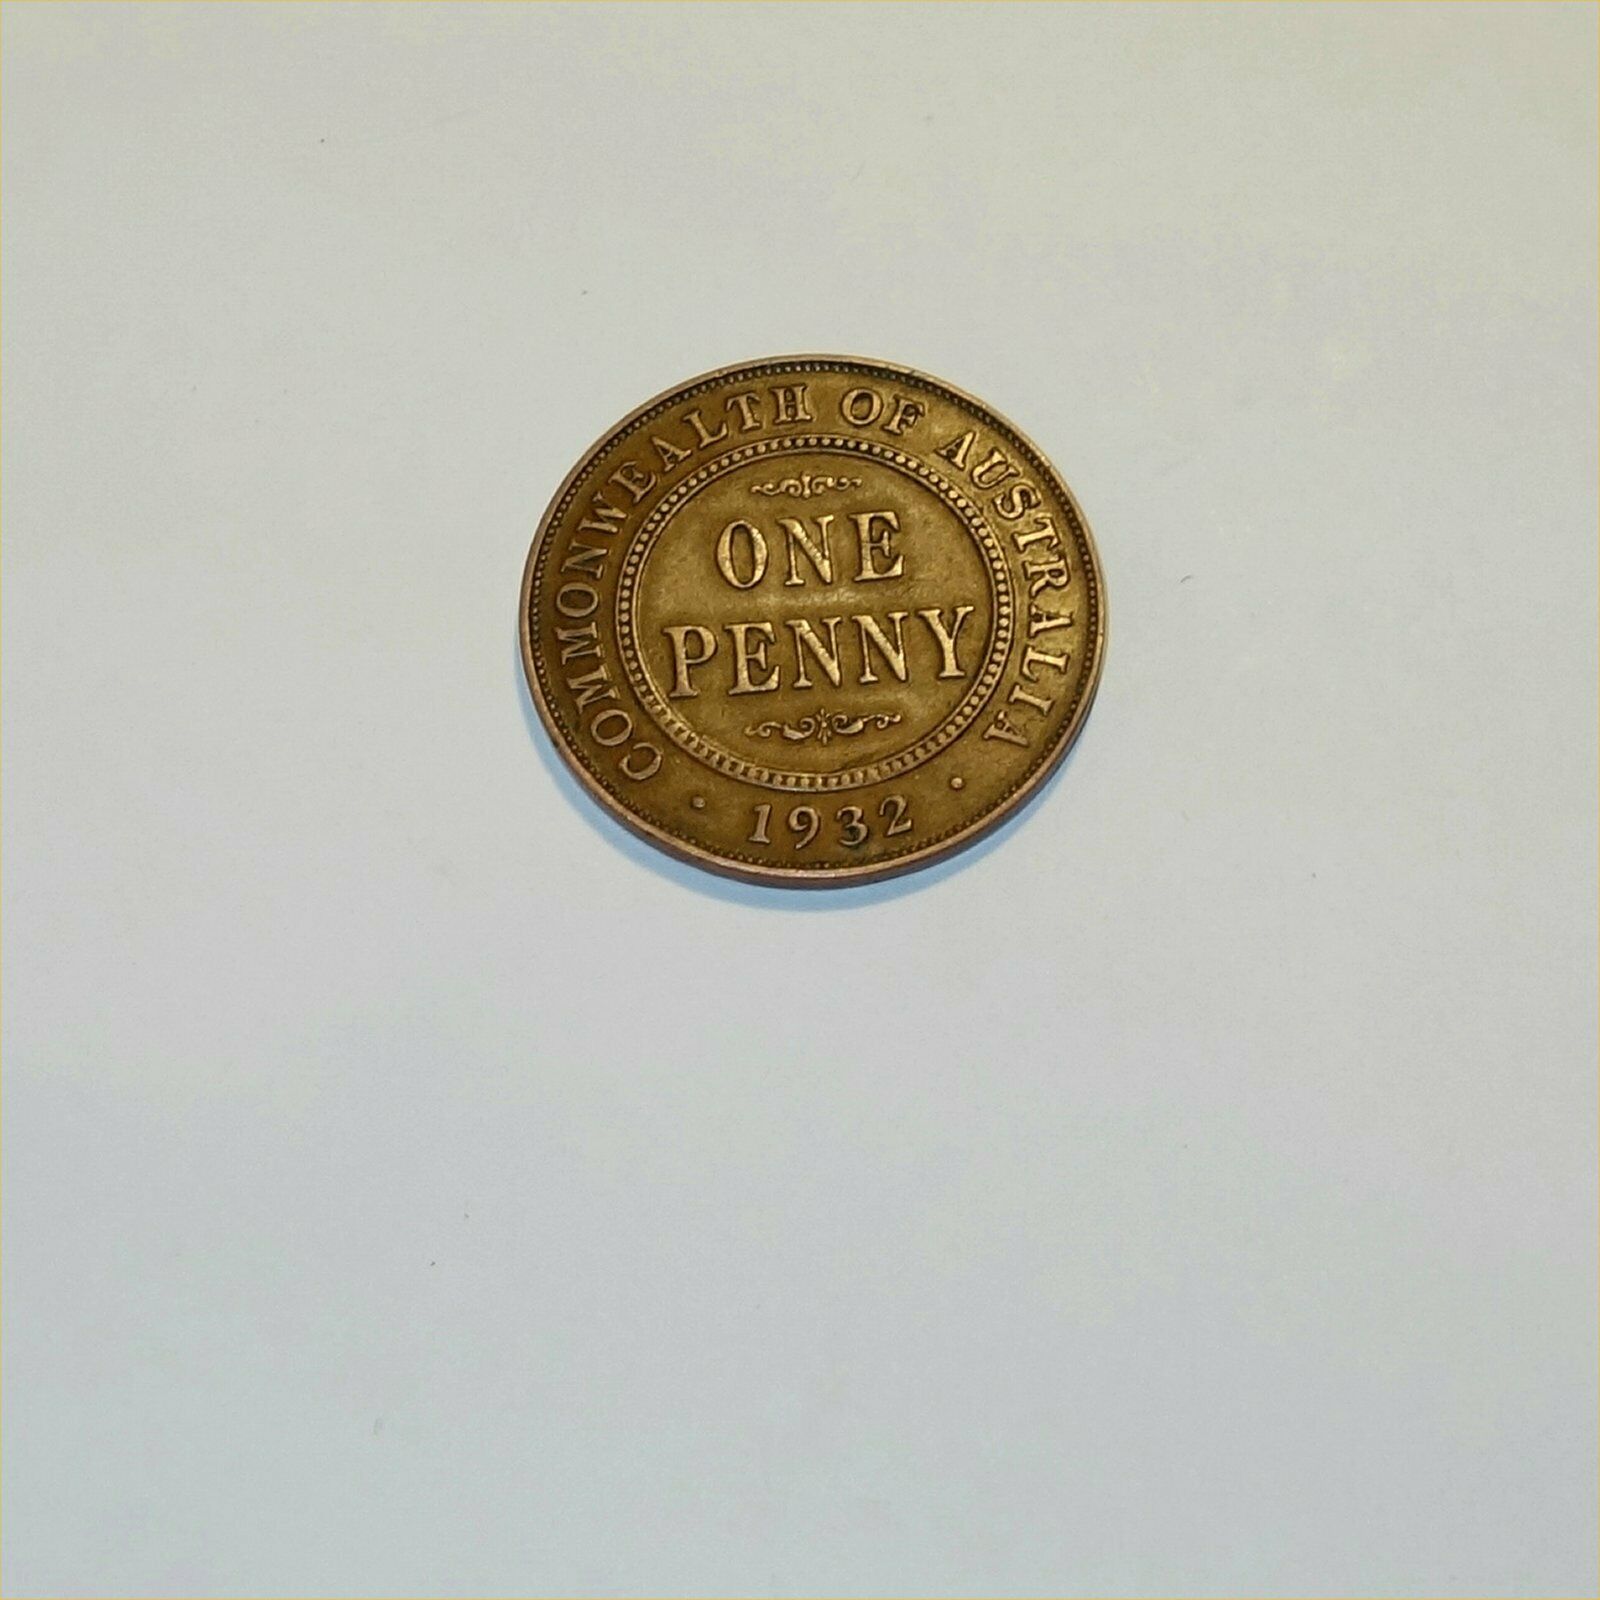 COMMONWEALTH OF AUSTRALIA
ONE
PENNY
· 1932 ·